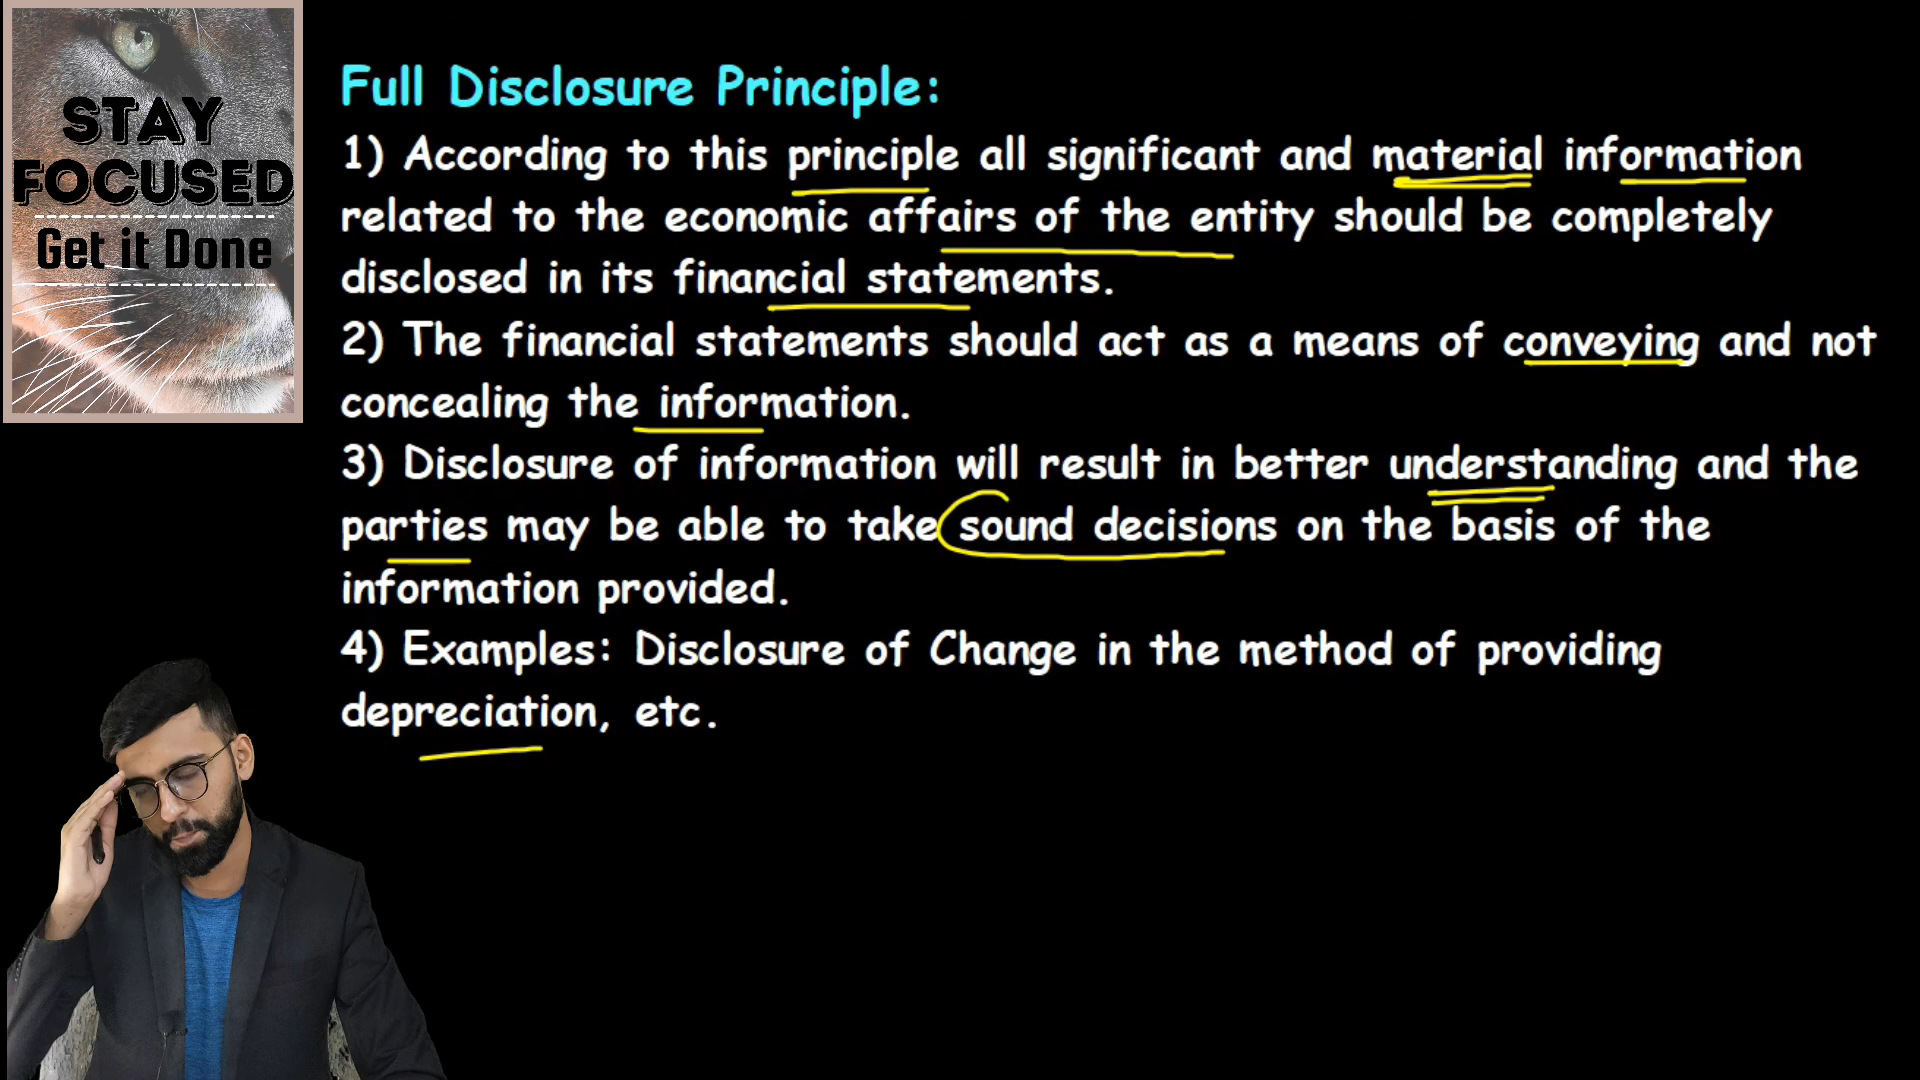 STAY
FOCUSED
Get it Done
Full Disclosure Principle:
1) According to this principle all significant and material information
related to the economic affairs of the entity should be completely
disclosed in its financial statements.
2) The financial statements should act as a means of conveying and not
concealing the information.
3) Disclosure of information will result in better understanding and the
parties may be able to take sound decisions on the basis of the
information provided.
4) Examples: Disclosure of Change in the method of providing
depreciation, etc.